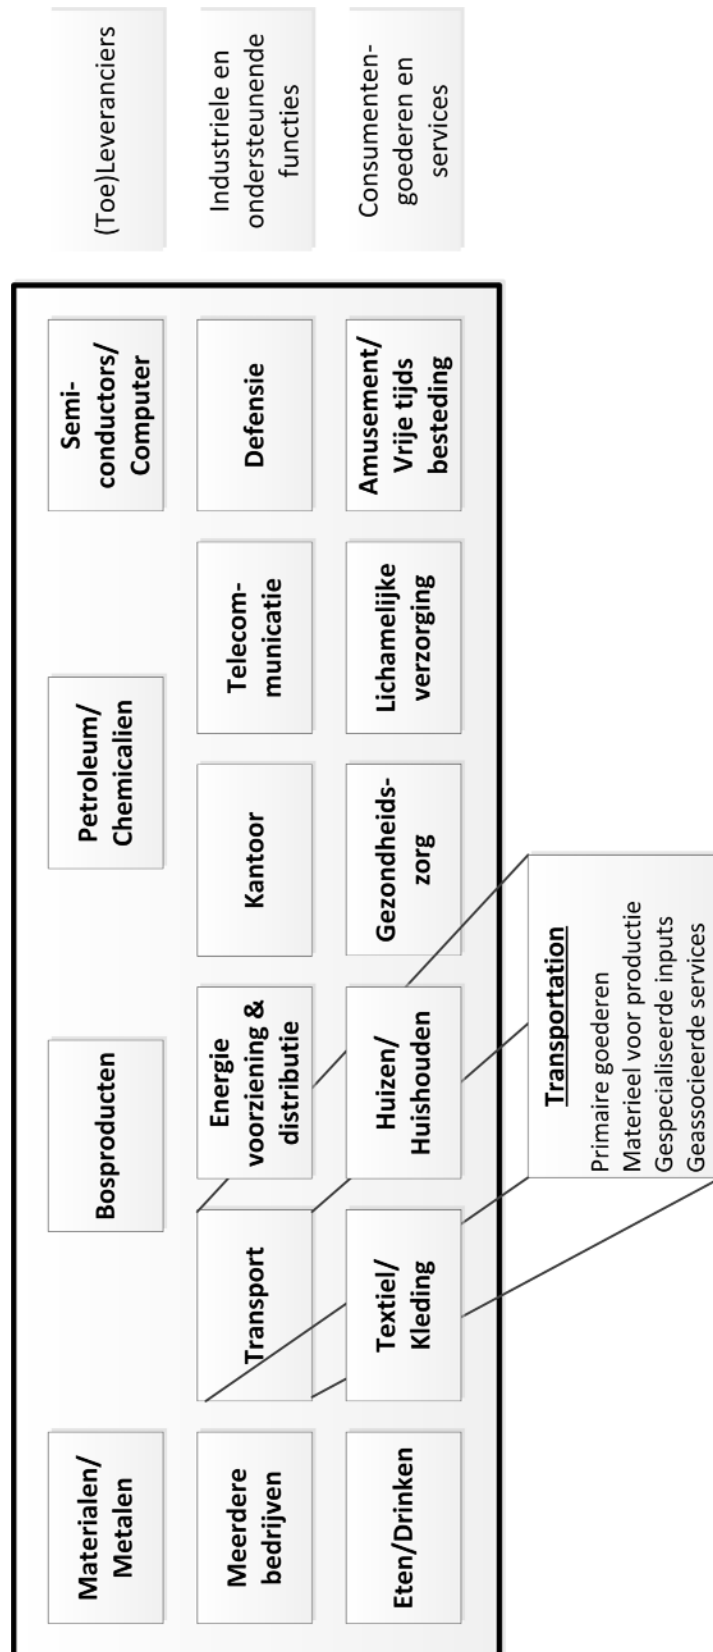 Materialen/
Metalen
Bosproducten
Petroleum/
Chemicalien
Semi-
conductors/
Computer
(Toe)Leveranciers
Meerdere
bedrijven
Transport
Energie
voorziening &
distributie
Kantoor
Telecom-
municatie
Defensie
Industriele en
ondersteunende
functies
Eten/Drinken
Textiel/
Kleding
Huizen/
Huishouden
Gezondheids-
zorg
Lichamelijke
verzorging
Amusement/
Vrije tijds
besteding
Consumenten-
goederen en
services
Transportation
Primaire goederen
Materieel voor productie
Gespecialiseerde inputs
Geassocieerde services